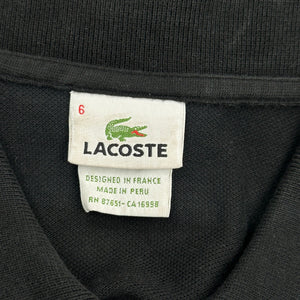 6
LACOSTE
DESIGNED IN FRANCE
MADE IN PERU
RN 87651-CA16998